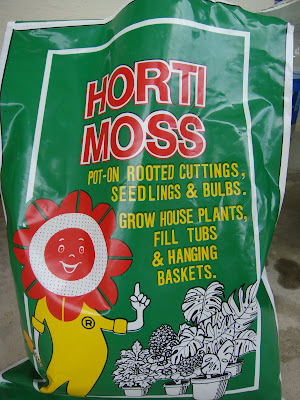 HORTI
MOSS
POT-ON ROOTED CUTTINGS,
SEEDLINGS & BULBS.
GROW HOUSE PLANTS,
FILL TUBS
& HANGING
BASKETS.
®